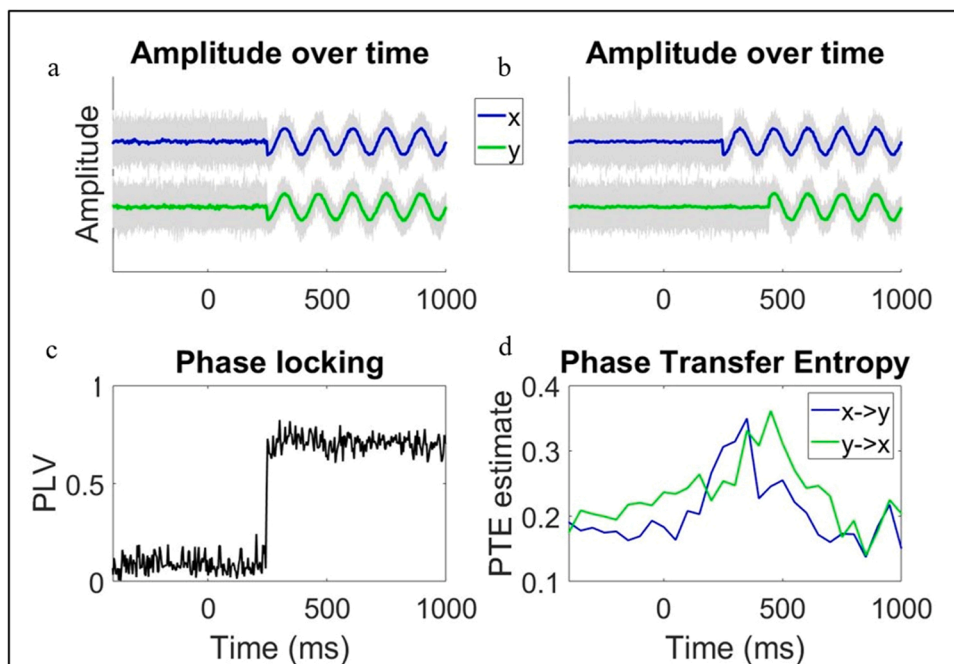 a
Amplitude over time
b
Amplitude over time
Amplitude
x
y
0
500
1000
0
500
1000
c
Phase locking
d
Phase Transfer Entropy
PLV
1
0.5
0
PTE estimate
0.4
0.3
0.2
0.1
x->y
y->x
0
500
1000
0
500
1000
Time (ms)
Time (ms)